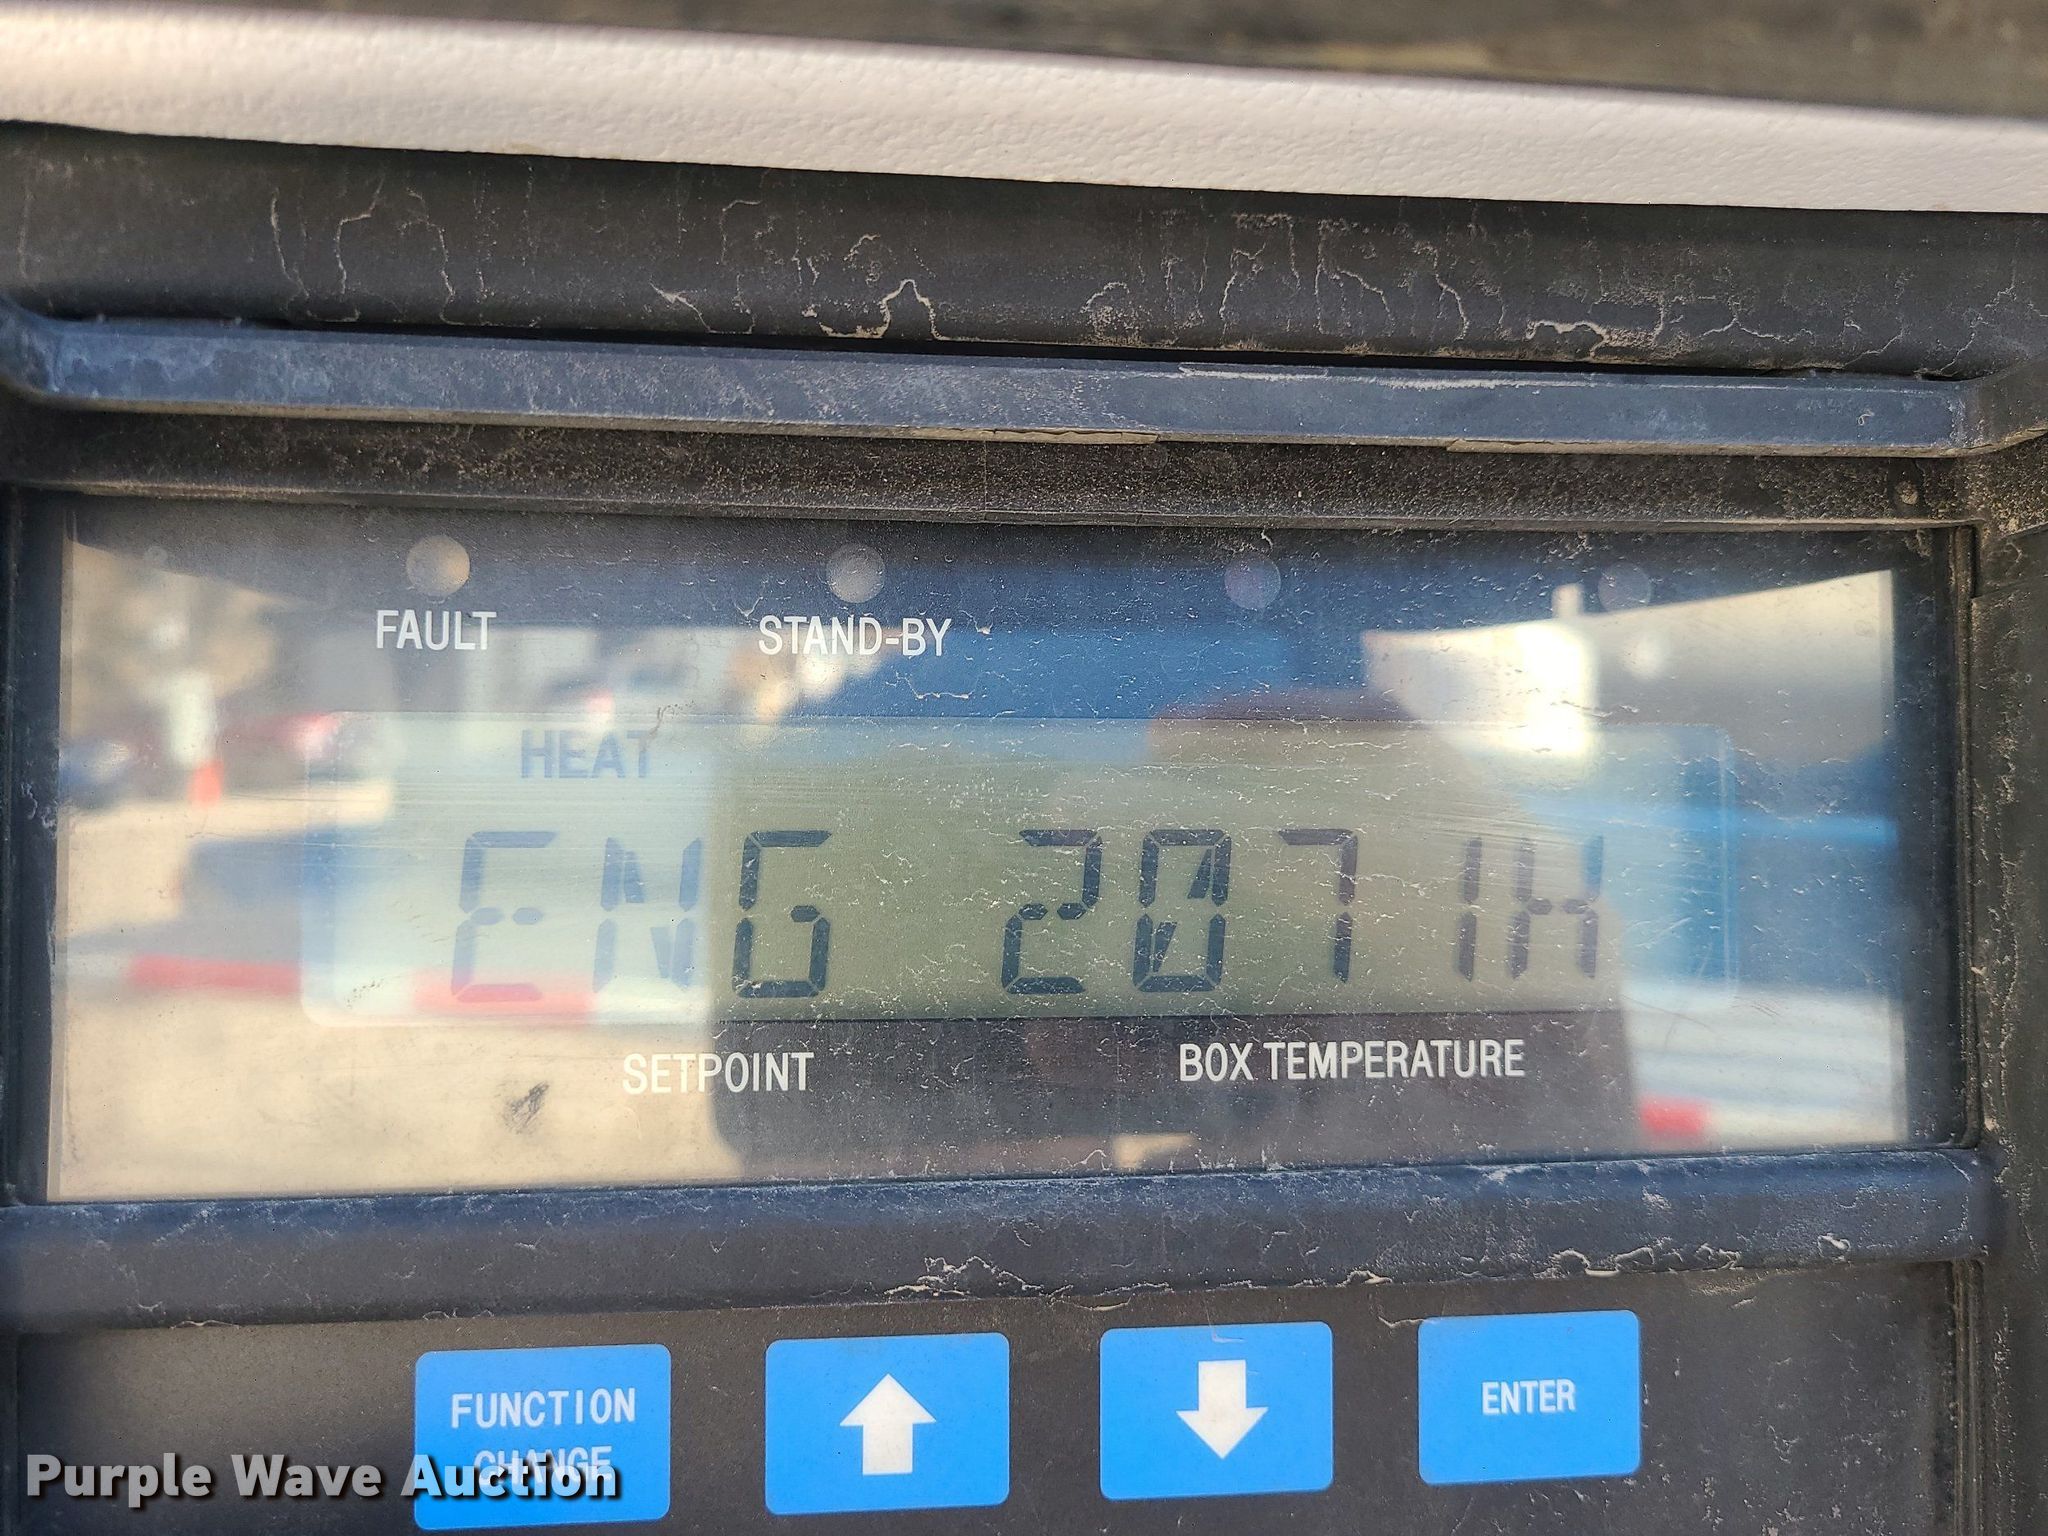 FAULT STAND-BY
HEAT
ENG 2071H
SETPOINT BOX TEMPERATURE
FUNCTION
CHANGE
ENTER
Purple Wave Auction